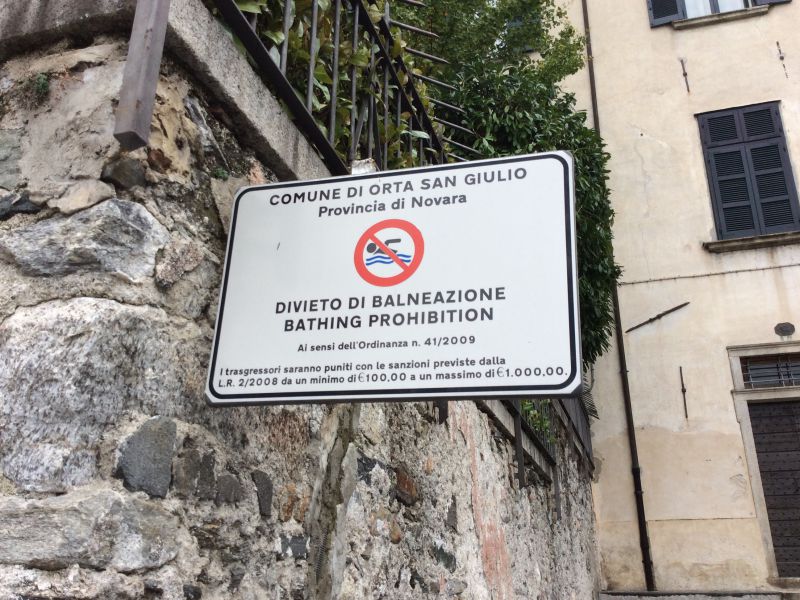 COMUNE DI ORTA SAN GIULIO
Provincia di Novara
DIVIETO DI BALNEAZIONE
BATHING PROHIBITION
Ai sensi dell'Ordinanza n. 41/2009
I trasgressori saranno puniti con le sanzioni previste dalla
L.R. 2/2008 da un minimo di €100,00 a un massimo di €1.000,00.